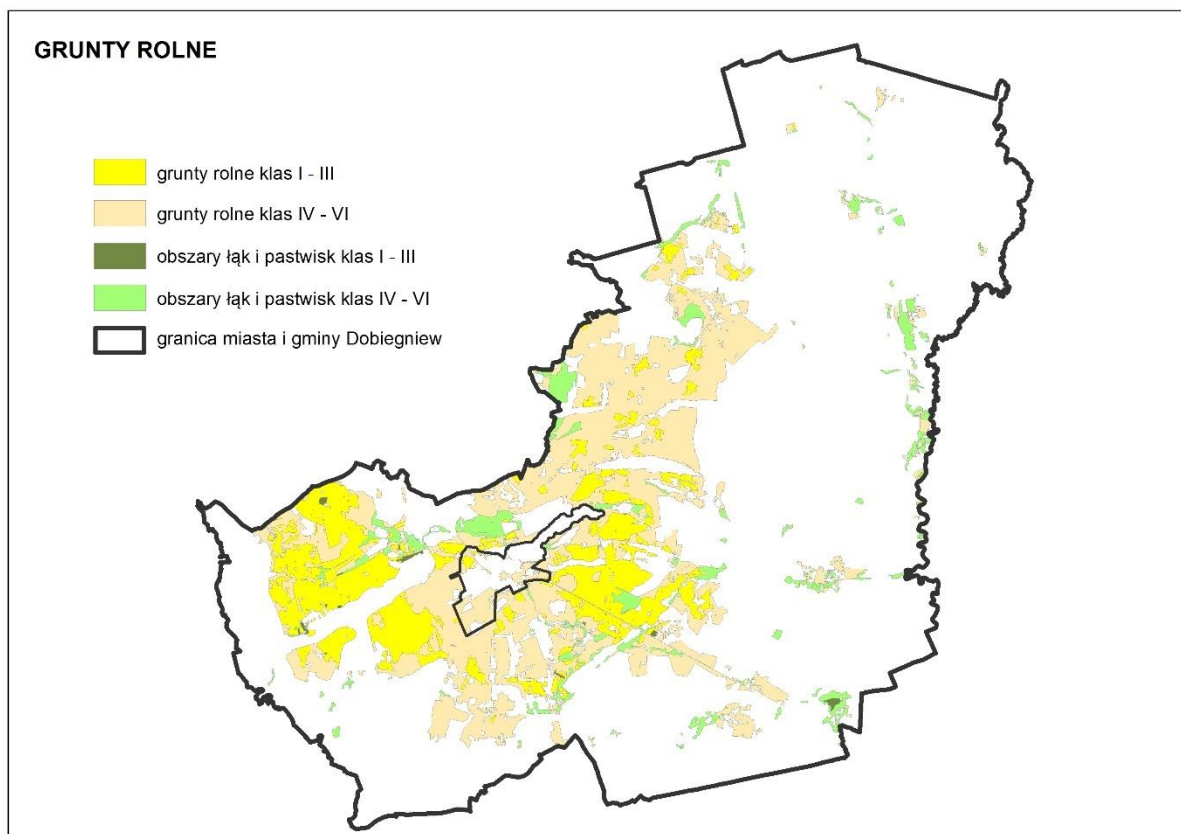 GRUNTY ROLNE
grunty rolne klas I - III
grunty rolne klas IV - VI
obszary łąk i pastwisk klas I - III
obszary łąk i pastwisk klas IV - VI
granica miasta i gminy Dobiegniew